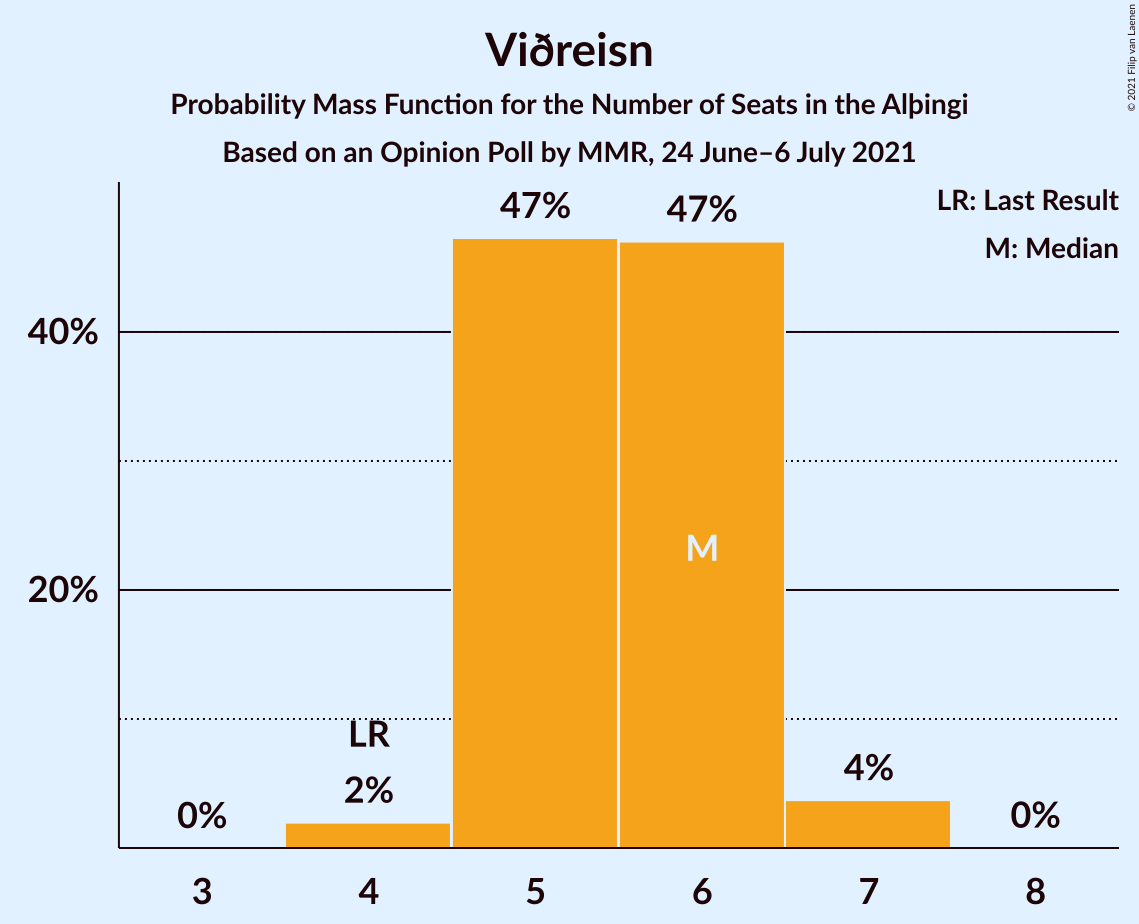 Viðreisn
Probability Mass Function for the Number of Seats in the Alþingi
Based on an Opinion Poll by MMR, 24 June–6 July 2021
© 2021 Filip van Laenen
LR: Last Result
M: Median
47%
47%
40%
M
20%
LR
2%
4%
0%
0%
3
4
5
6
7
8